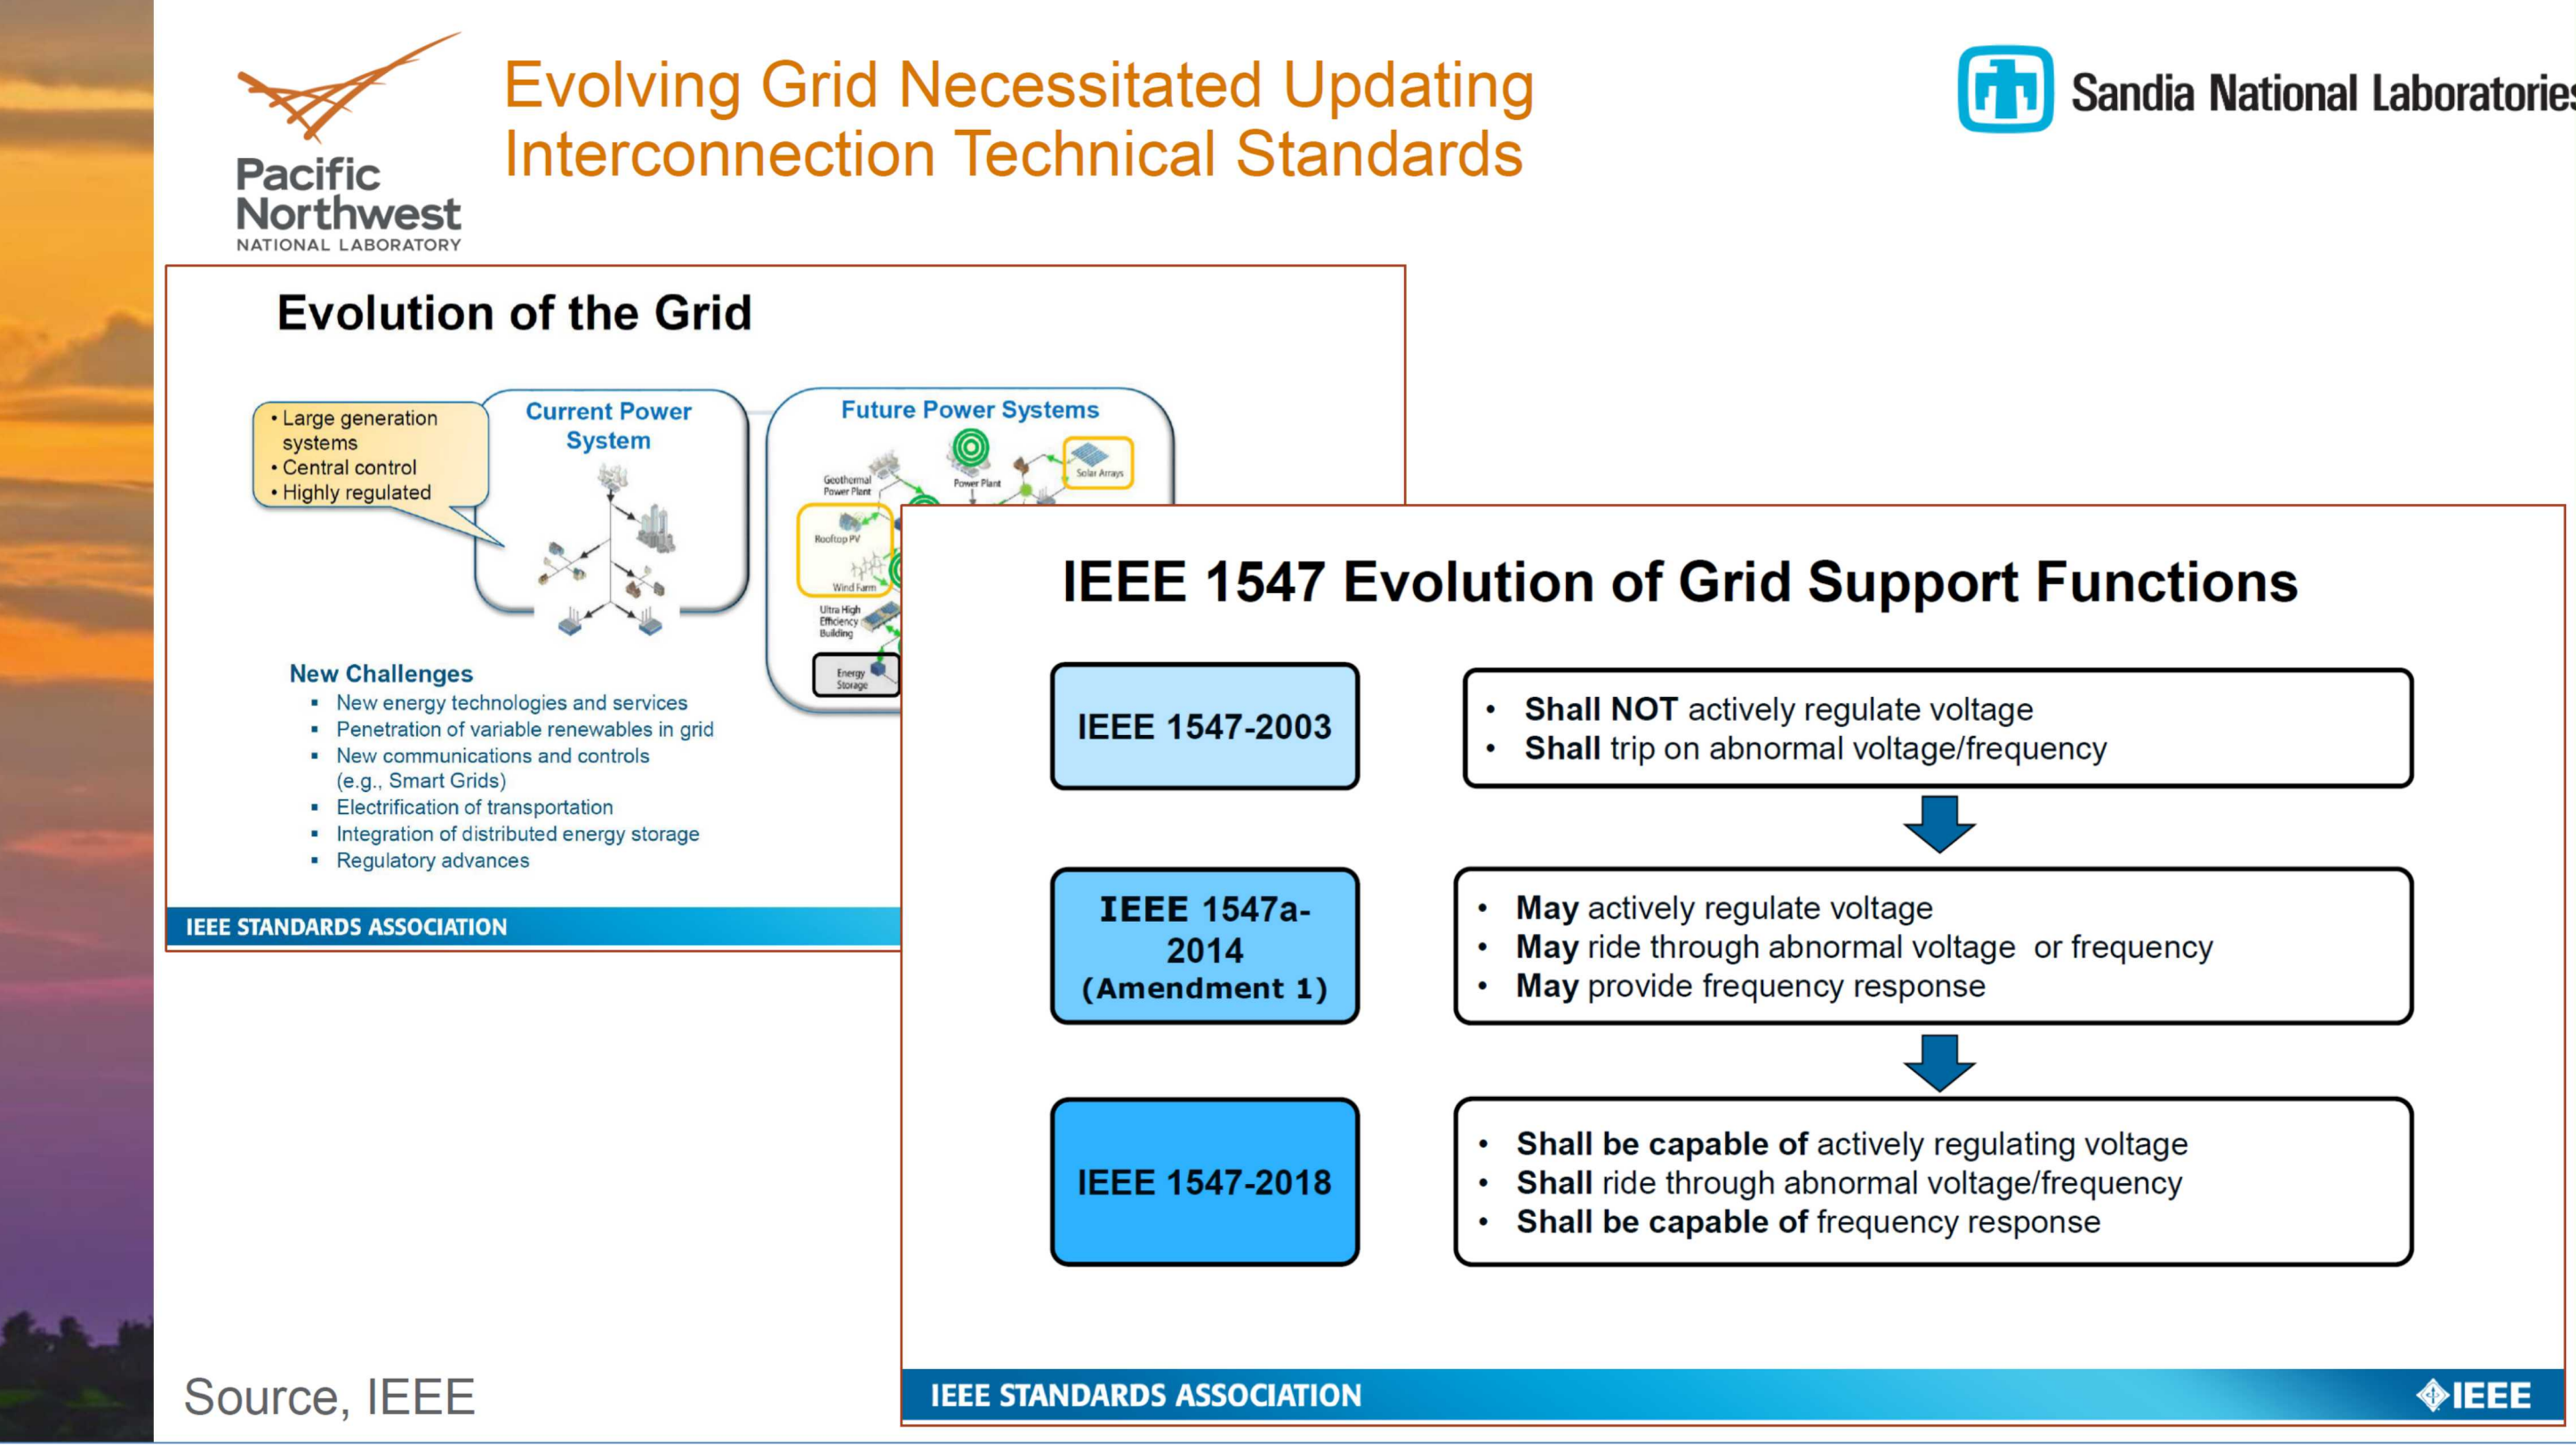 Pacific
Northwest
NATIONAL LABORATORY
Evolving Grid Necessitated Updating
Interconnection Technical Standards
Sandia National Laboratories
Evolution of the Grid
• Large generation
systems
• Central control
• Highly regulated
Current Power
System
Future Power Systems
Geothermal
Power Plant
Power Plant
Solar Arrays
Rooftop PV
Wind Farm
Ultra High
Efficiency
Building
Energy
Storage
New Challenges
▪ New energy technologies and services
▪ Penetration of variable renewables in grid
▪ New communications and controls
(e.g., Smart Grids)
▪ Electrification of transportation
▪ Integration of distributed energy storage
▪ Regulatory advances
IEEE STANDARDS ASSOCIATION
IEEE 1547 Evolution of Grid Support Functions
IEEE 1547-2003
• Shall NOT actively regulate voltage
• Shall trip on abnormal voltage/frequency
IEEE 1547a-
2014
(Amendment 1)
• May actively regulate voltage
• May ride through abnormal voltage or frequency
• May provide frequency response
IEEE 1547-2018
• Shall be capable of actively regulating voltage
• Shall ride through abnormal voltage/frequency
• Shall be capable of frequency response
IEEE STANDARDS ASSOCIATION
IEEE
Source, IEEE